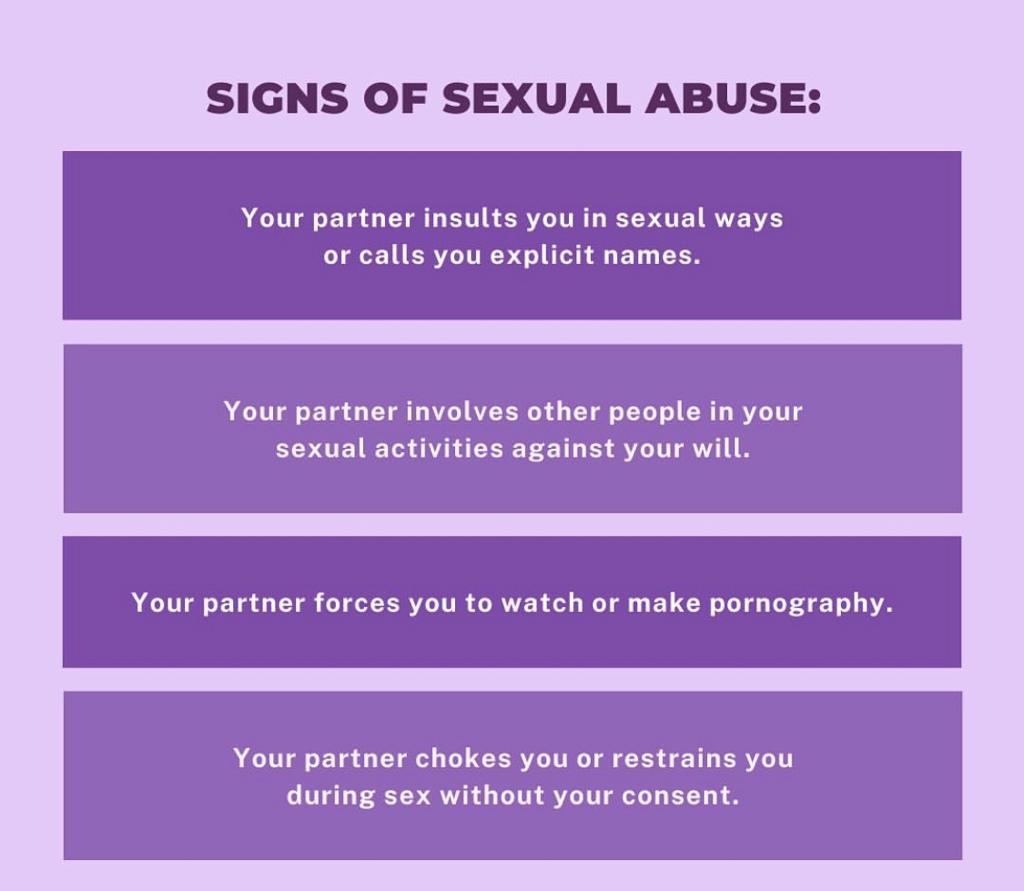 SIGNS OF SEXUAL ABUSE:
Your partner insults you in sexual ways
or calls you explicit names.
Your partner involves other people in your
sexual activities against your will.
Your partner forces you to watch or make pornography.
Your partner chokes you or restrains you
during sex without your consent.